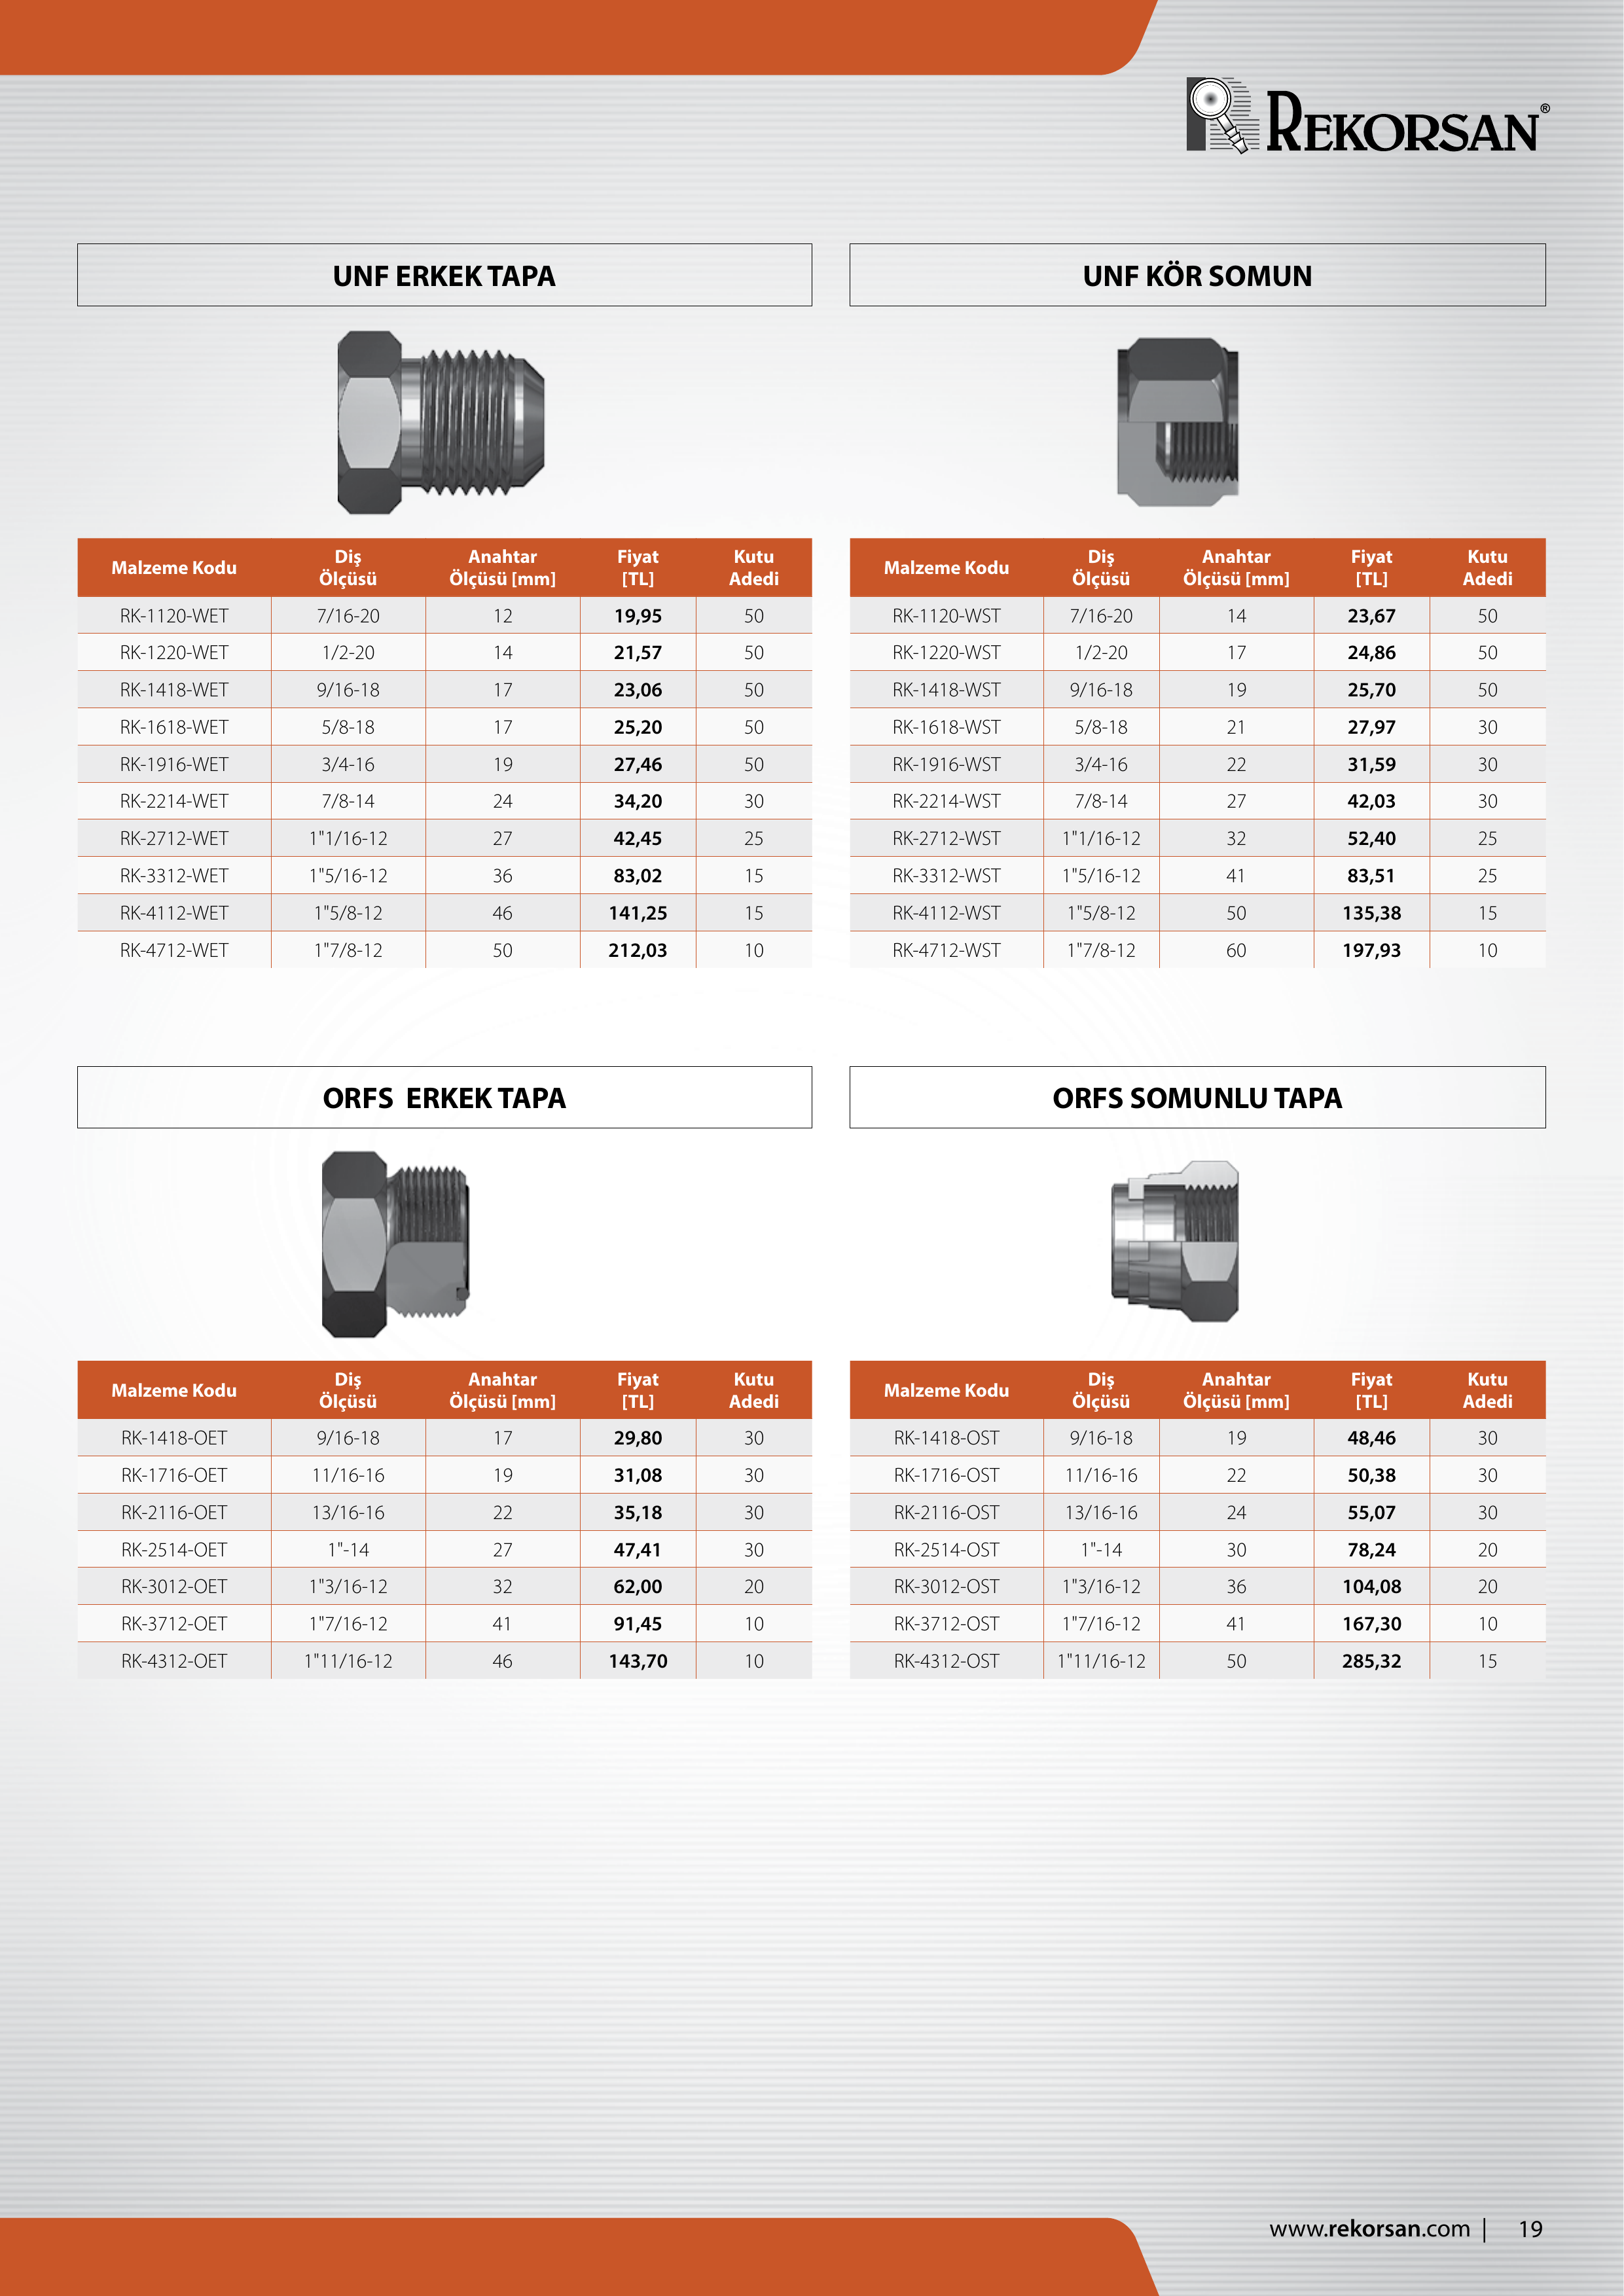 REKORSAN®
UNF ERKEK TAPA
Malzeme Kodu Diş Ölçüsü Anahtar Ölçüsü [mm] Fiyat [TL] Kutu Adedi
RK-1120-WET 7/16-20 12 19,95 50
RK-1220-WET 1/2-20 14 21,57 50
RK-1418-WET 9/16-18 17 23,06 50
RK-1618-WET 5/8-18 17 25,20 50
RK-1916-WET 3/4-16 19 27,46 50
RK-2214-WET 7/8-14 24 34,20 30
RK-2712-WET 1"1/16-12 27 42,45 25
RK-3312-WET 1"5/16-12 36 83,02 15
RK-4112-WET 1"5/8-12 46 141,25 15
RK-4712-WET 1"7/8-12 50 212,03 10
UNF KÖR SOMUN
Malzeme Kodu Diş Ölçüsü Anahtar Ölçüsü [mm] Fiyat [TL] Kutu Adedi
RK-1120-WST 7/16-20 14 23,67 50
RK-1220-WST 1/2-20 17 24,86 50
RK-1418-WST 9/16-18 19 25,70 50
RK-1618-WST 5/8-18 21 27,97 30
RK-1916-WST 3/4-16 22 31,59 30
RK-2214-WST 7/8-14 27 42,03 30
RK-2712-WST 1"1/16-12 32 52,40 25
RK-3312-WST 1"5/16-12 41 83,51 25
RK-4112-WST 1"5/8-12 50 135,38 15
RK-4712-WST 1"7/8-12 60 197,93 10
ORFS ERKEK TAPA
Malzeme Kodu Diş Ölçüsü Anahtar Ölçüsü [mm] Fiyat [TL] Kutu Adedi
RK-1418-OET 9/16-18 17 29,80 30
RK-1716-OET 11/16-16 19 31,08 30
RK-2116-OET 13/16-16 22 35,18 30
RK-2514-OET 1"-14 27 47,41 30
RK-3012-OET 1"3/16-12 32 62,00 20
RK-3712-OET 1"7/16-12 41 91,45 10
RK-4312-OET 1"11/16-12 46 143,70 10
ORFS SOMUNLU TAPA
Malzeme Kodu Diş Ölçüsü Anahtar Ölçüsü [mm] Fiyat [TL] Kutu Adedi
RK-1418-OST 9/16-18 19 48,46 30
RK-1716-OST 11/16-16 22 50,38 30
RK-2116-OST 13/16-16 24 55,07 30
RK-2514-OST 1"-14 30 78,24 20
RK-3012-OST 1"3/16-12 36 104,08 20
RK-3712-OST 1"7/16-12 41 167,30 10
RK-4312-OST 1"11/16-12 50 285,32 15
www.rekorsan.com | 19